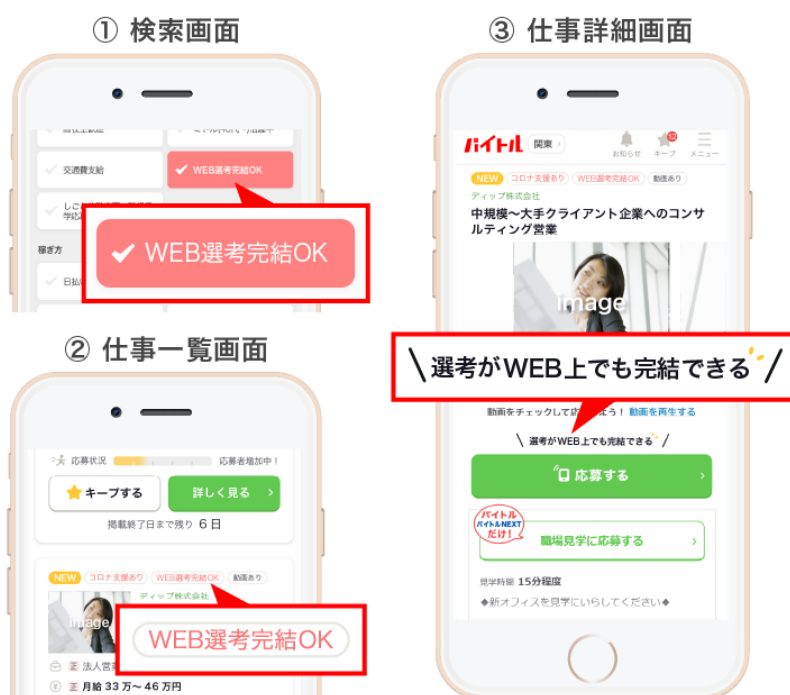 ① 検索画面
交通費支給
WEB選考完結OK
WEB選考完結OK
稼ぎ方
② 仕事一覧画面
応募状況
応募者増加中！
キープする
詳しく見る
掲載終了日まで残り 6日
NEW
コロナ支援あり
WEB選考完結OK
動画あり
ディップ株式会社
image
WEB選考完結OK
正 法人営
正 月給 33 万〜 46 万円
③ 仕事詳細画面
バイトル
関東
お知らせ
12
キープ
メニュー
NEW
コロナ支援あり
WEB選考完結OK
動画あり
ディップ株式会社
中規模〜大手クライアント企業へのコンサ
ルティング営業
image
選考がWEB上でも完結できる
動画をチェックして応
よう！ 動画を再生する
選考がWEB上でも完結できる
応募する
バイトル
バイトルNEXT
だけ！
職場見学に応募する
見学時間 15分程度
◆新オフィスを見学にいらしてください◆